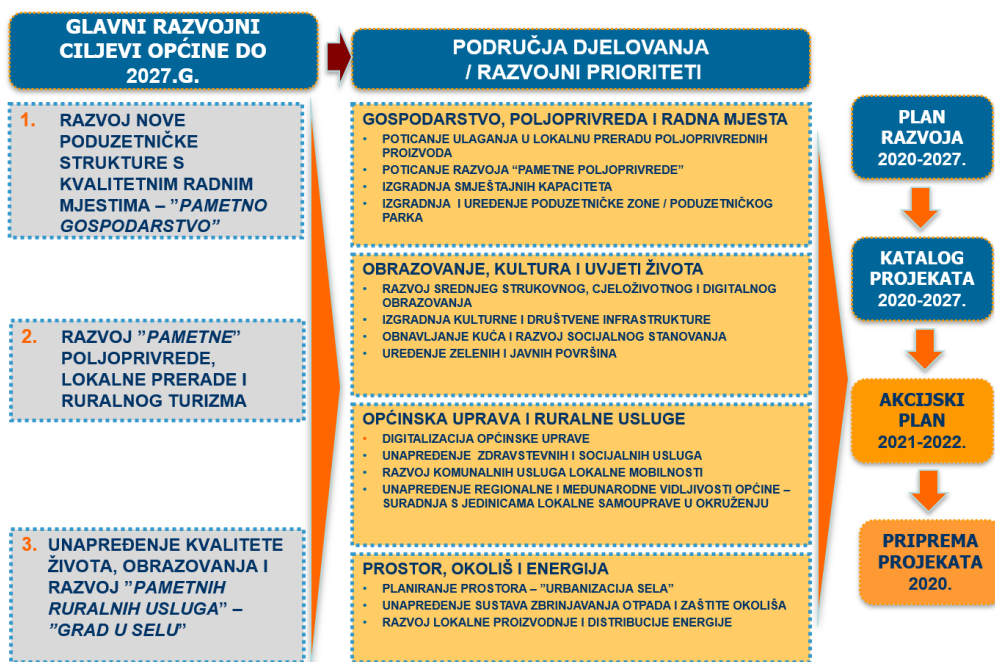 GLAVNI RAZVOJNI
CILJEVI OPĆINE DO
2027.G.
PODRUČJA DJELOVANJA
/ RAZVOJNI PRIORITETI
1. RAZVOJ NOVE
PODUZETNIČKE
STRUKTURE S
KVALITETNIM RADNIM
MJESTIMA – ”PAMETNO
GOSPODARSTVO”
2. RAZVOJ ”PAMETNE”
POLJOPRIVREDE,
LOKALNE PRERADE I
RURALNOG TURIZMA
3. UNAPREĐENJE KVALITETE
ŽIVOTA, OBRAZOVANJA I
RAZVOJ ”PAMETNIH
RURALNIH USLUGA” –
”GRAD U SELU”
GOSPODARSTVO, POLJOPRIVREDA I RADNA MJESTA
• POTICANJE ULAGANJA U LOKALNU PRERADU POLJOPRIVREDNIH
PROIZVODA
• POTICANJE RAZVOJA “PAMETNE POLJOPRIVREDE”
• IZGRADNJA SMJEŠTAJNIH KAPACITETA
• IZGRADNJA I UREĐENJE PODUZETNIČKE ZONE / PODUZETNIČKOG
PARKA
OBRAZOVANJE, KULTURA I UVJETI ŽIVOTA
• RAZVOJ SREDNJEG STRUKOVNOG, CJELOŽIVOTNOG I DIGITALNOG
OBRAZOVANJA
• IZGRADNJA KULTURNE I DRUŠTVENE INFRASTRUKTURE
• OBNAVLJANJE KUĆA I RAZVOJ SOCIJALNOG STANOVANJA
• UREĐENJE ZELENIH I JAVNIH POVRŠINA
OPĆINSKA UPRAVA I RURALNE USLUGE
• DIGITALIZACIJA OPĆINSKE UPRAVE
• UNAPREĐENJE ZDRAVSTEVNIH I SOCIJALNIH USLUGA
• RAZVOJ KOMUNALNIH USLUGA LOKALNE MOBILNOSTI
• UNAPREĐENJE REGIONALNE I MEĐUNARODNE VIDLJIVOSTI OPĆINE –
SURADNJA S JEDINICAMA LOKALNE SAMOUPRAVE U OKRUŽENJU
PROSTOR, OKOLIŠ I ENERGIJA
• PLANIRANJE PROSTORA – ”URBANIZACIJA SELA”
• UNAPREĐENJE SUSTAVA ZBRINJAVANJA OTPADA I ZAŠTITE OKOLIŠA
• RAZVOJ LOKALNE PROIZVODNJE I DISTRIBUCIJE ENERGIJE
PLAN
RAZVOJA
2020-2027.
KATALOG
PROJEKATA
2020-2027.
AKCIJSKI
PLAN
2021-2022.
PRIPREMA
PROJEKATA
2020.